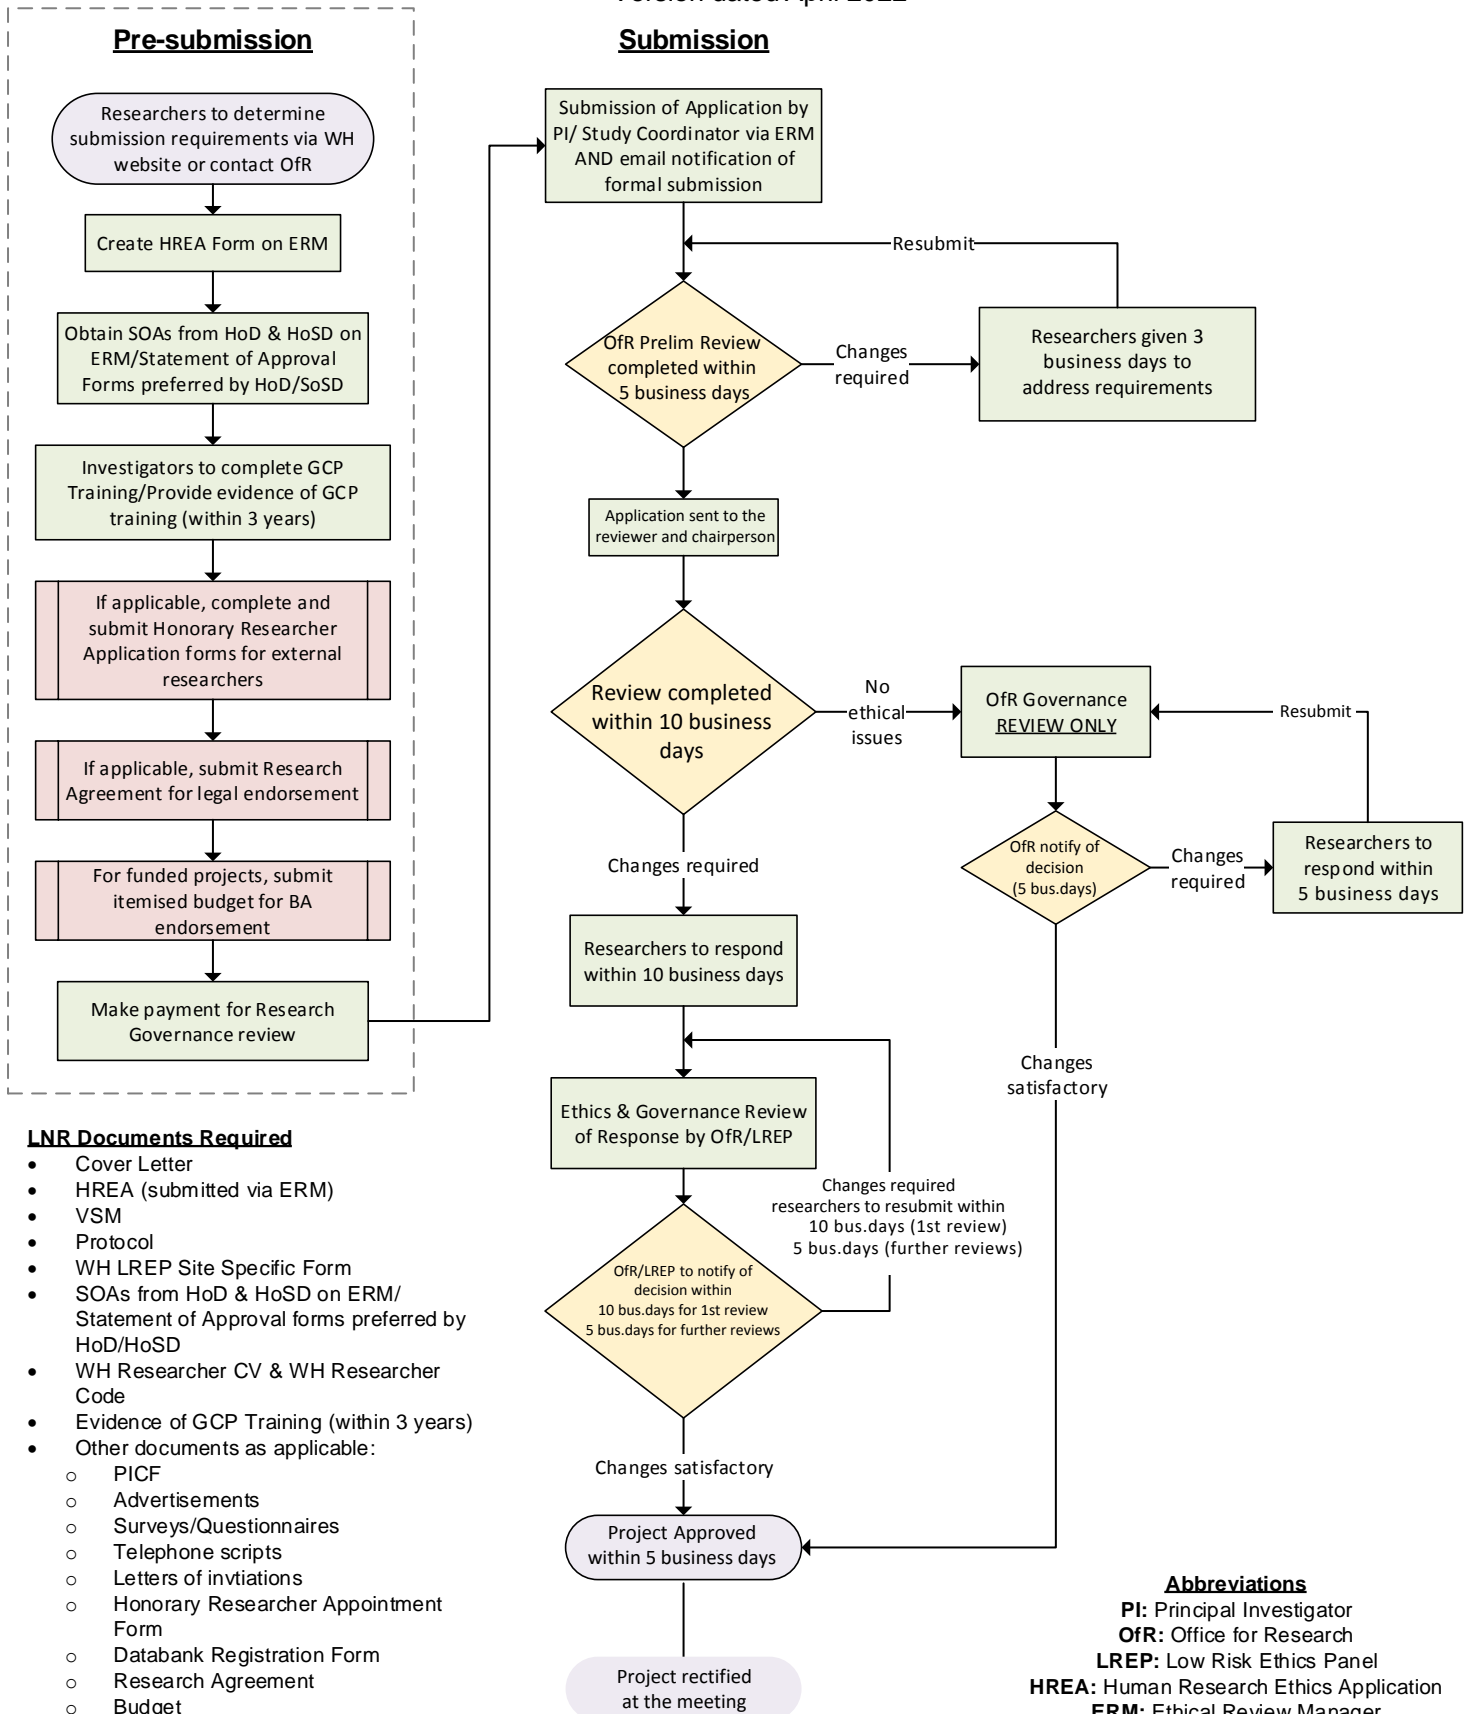 Version dated April 2022
Pre-submission
Researchers to determine
submission requirements via WH
website or contact OfR
Create HREA Form on ERM
Obtain SOAs from HoD & HoSD on
ERM/Statement of Approval
Forms preferred by HoD/SoSD
Investigators to complete GCP
Training/Provide evidence of GCP
training (within 3 years)
If applicable, complete and
submit Honorary Researcher
Application forms for external
researchers
If applicable, submit Research
Agreement for legal endorsement
For funded projects, submit
itemised budget for BA
endorsement
Make payment for Research
Governance review
Submission
Submission of Application by
PI/ Study Coordinator via ERM
AND email notification of
formal submission
Resubmit
OfR Prelim Review
completed within
5 business days
Changes
required
Researchers given 3
business days to
address requirements
Application sent to the
reviewer and chairperson
Review completed
within 10 business
days
No
ethical
issues
OfR Governance
REVIEW ONLY
Resubmit
OfR notify of
decision
(5 bus.days)
Changes
required
Researchers to
respond within
5 business days
Changes required
Researchers to respond
within 10 business days
Changes
satisfactory
Ethics & Governance Review
of Response by OfR/LREP
Changes required
researchers to resubmit within
10 bus.days (1st review)
5 bus.days (further reviews)
OfR/LREP to notify of
decision within
10 bus.days for 1st review
5 bus.days for further reviews
Changes satisfactory
Project Approved
within 5 business days
Project rectified
at the meeting
LNR Documents Required
• Cover Letter
• HREA (submitted via ERM)
• VSM
• Protocol
• WH LREP Site Specific Form
• SOAs from HoD & HoSD on ERM/
Statement of Approval forms preferred by
HoD/HoSD
• WH Researcher CV & WH Researcher
Code
• Evidence of GCP Training (within 3 years)
• Other documents as applicable:
o PICF
o Advertisements
o Surveys/Questionnaires
o Telephone scripts
o Letters of invtiations
o Honorary Researcher Appointment
Form
o Databank Registration Form
o Research Agreement
o Budget
Abbreviations
PI: Principal Investigator
OfR: Office for Research
LREP: Low Risk Ethics Panel
HREA: Human Research Ethics Application
ERM: Ethical Review Manager